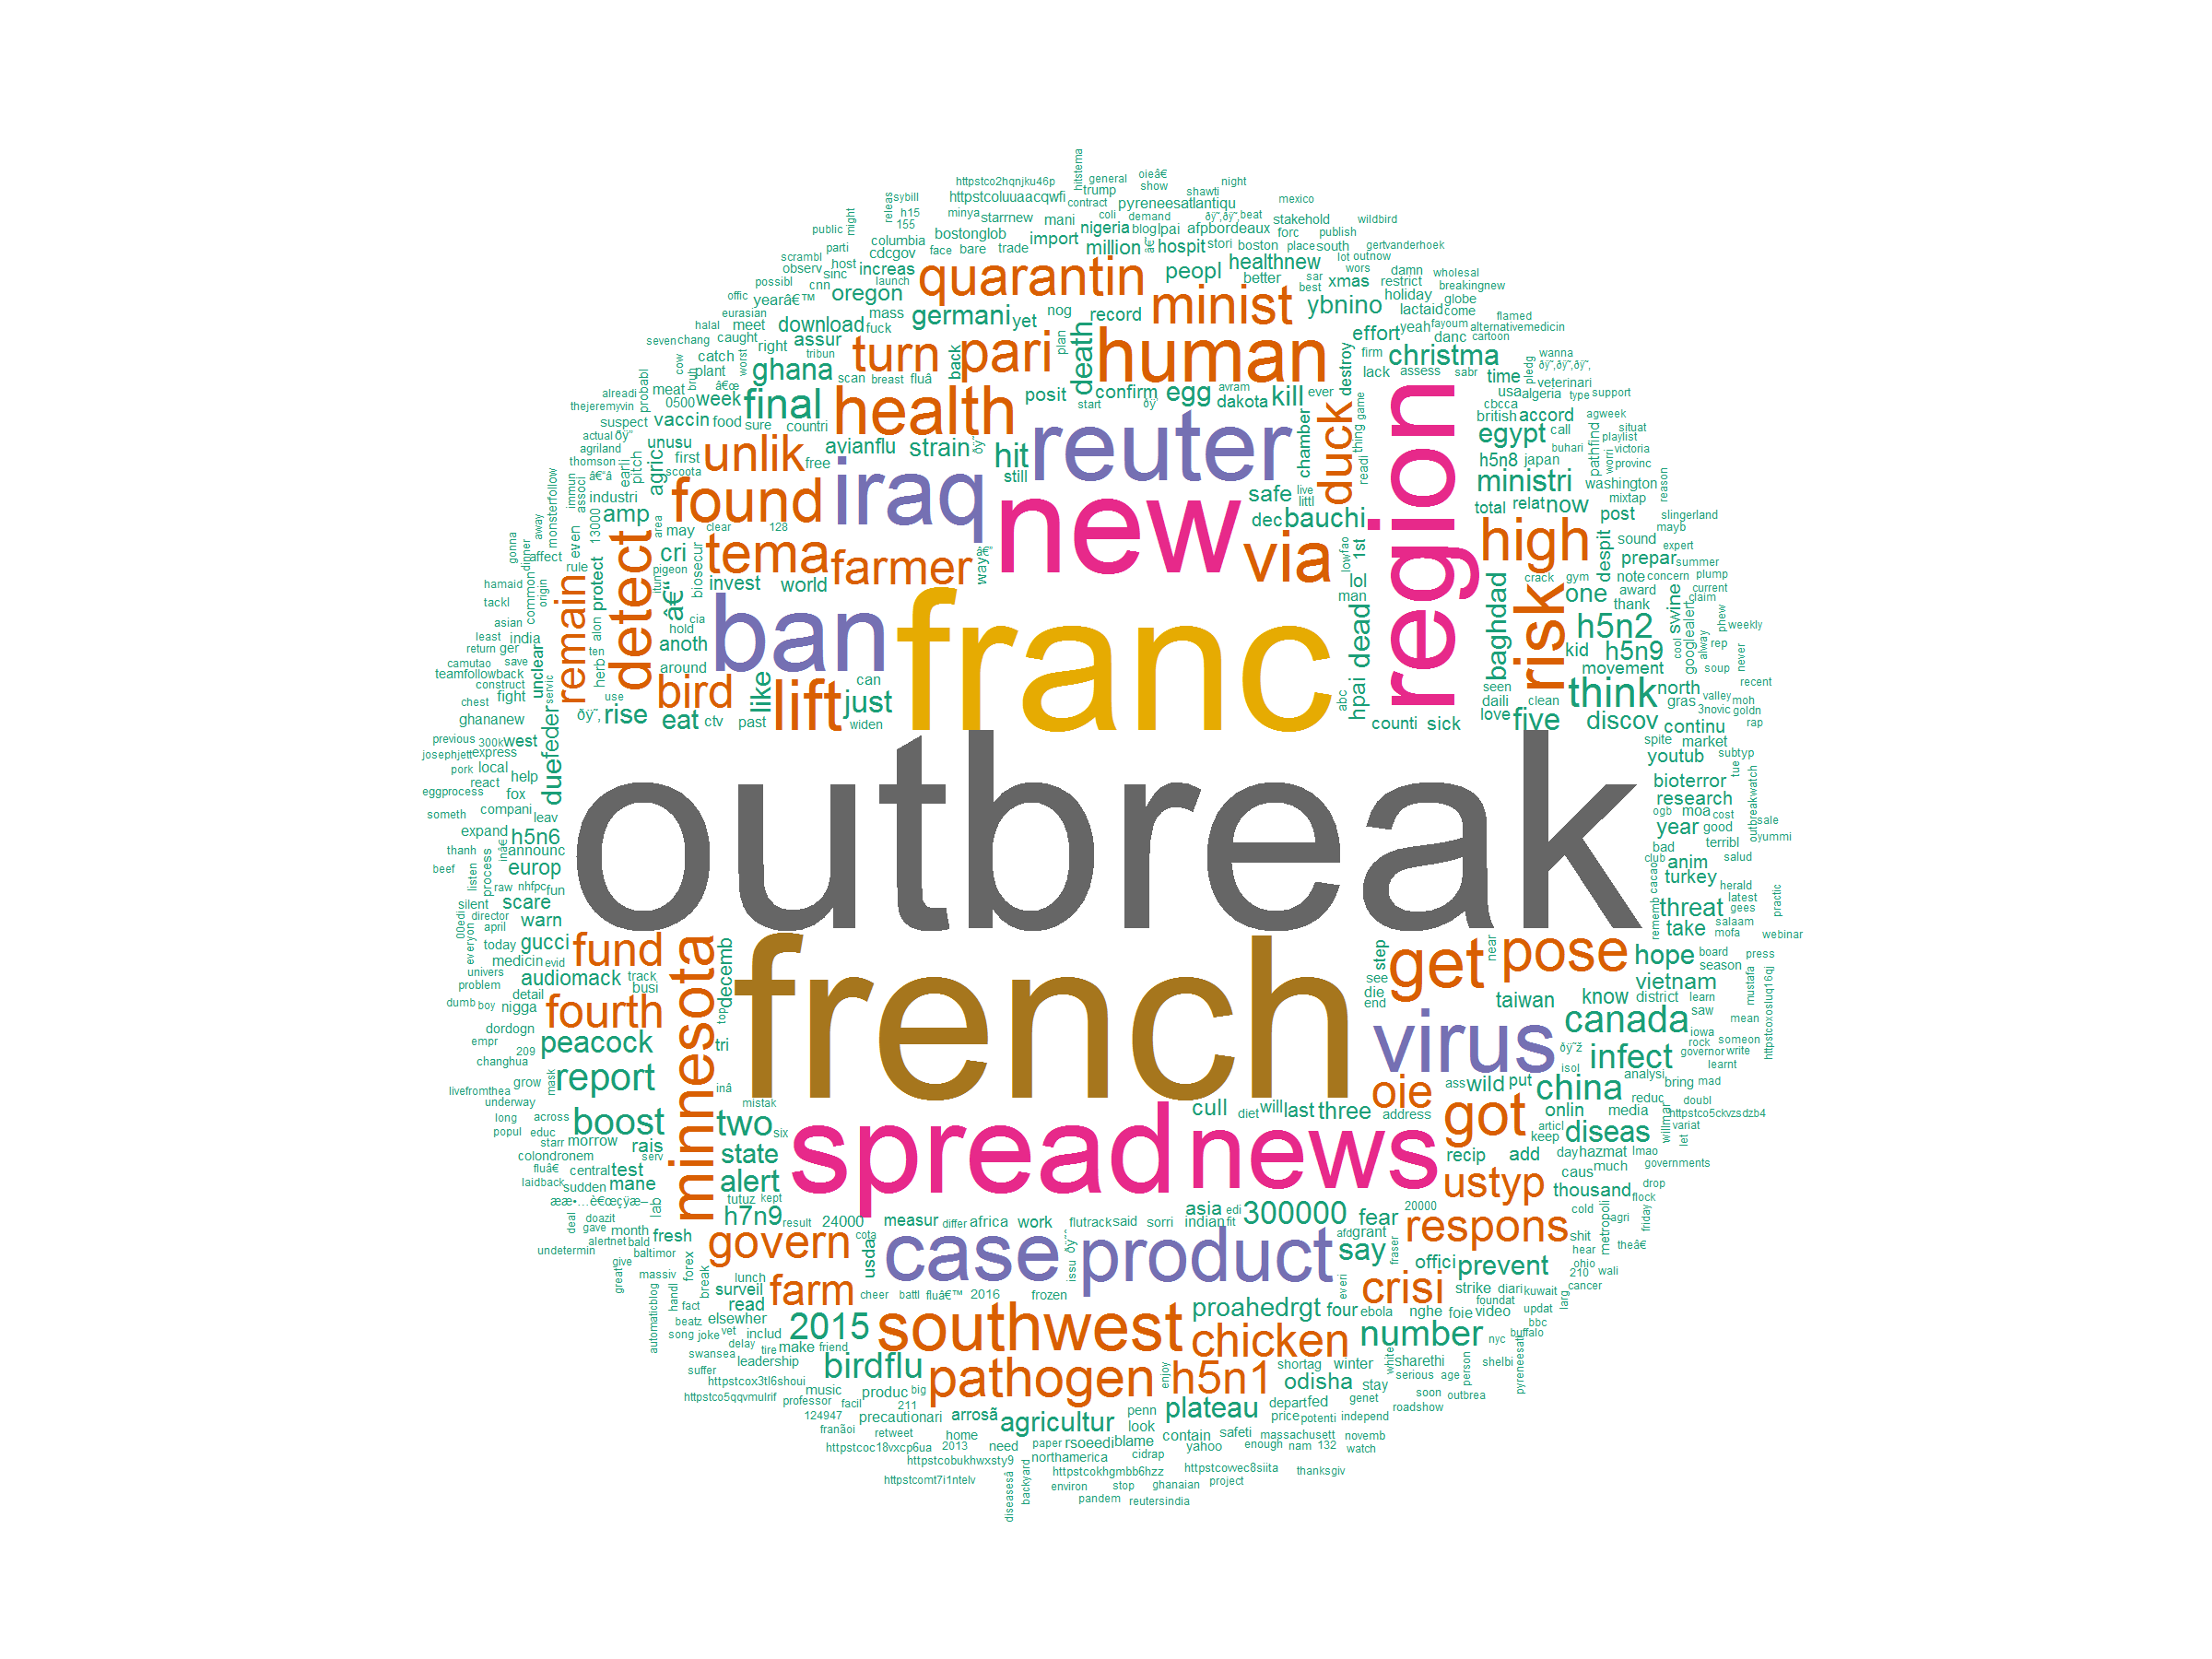 httpstco2hqnjku46p
general
oieâ€
night
hitstema
trump
show
shawti
mexico
sybill
httpstcoluuaacqwfi
contract
pyreneesatlantiqu
releas
h15
minya
starrnew
mani
coli
demand
beat
stakehold
wildbird
public
might
155
bostonglob
nigeria
blog
pai
afpbordeaux
forc
publish
parti
columbia
face
bare
trade
import
million
hospit
stori
boston
place
south
gertvanderhoek
scrambl
host
cdcgov
quarantin
peopl
healthnew
lot
outnow
observ
sinc
increas
better
sar
wors
damn
wholesal
possibl
cnn
launch
minist
best
xmas
restrict
breakingnew
offic
yearâ€™
oregon
ybnino
holiday
globe
eurasian
mass
germani
yet
nog
record
lactaid
come
flamed
halal
meet
download
fuck
human
effort
yeah
fayoum
alternativemedicin
seven
chang
caught
right
assur
tribun
turn
pari
back
plan
death
destroy
firm
christma
danc
cartoon
cow
catch
plant
worst
ghana
lack
assess
sabr
time
wanna
pledg
alreadi
probabl
meat
bruh
â€œ
scan
breast
fluâ
posit
confirm
egg
avram
dakota
kill
ever
usa
algeria
veterinari
type
support
thejeremyvin
0500
week
final
health
start
cbcca
british
accord
agweek
suspect
vaccin
food
sure
countri
reuter
duck
thing
game
region
egypt
call
situat
actual
unusu
avianflu
strain
hit
chamber
buhari
pathfind
playlist
agriland
pitch
agric
first
unlik
free
readi
h5n8
japan
worri
victoria
thomson
earli
scoota
iraq
still
ministri
washington
provinc
monsterfollow
immun
associ
â€˜â
industri
found
new
safe
live
littl
total
relat
now
mixtap
reason
away
13000
amp
area
may
clear
128
dec
bauchi
post
slingerland
gonna
dinner
affect
even
detect
cri
tema
farmer
wayâ€“
via
low
fao
1st
high
sound
mayb
rule
pigeon
biosecur
despit
prepar
expert
hamaid
common
origin
remain
protect
â€“
itum
invest
world
lol
man
crack
gym
note
concern
summer
tackl
one
award
plump
current
asian
hold
cia
ban
franc
hpai
dead
baghdad
risk
h5n2
thank
swine
claim
least
india
alon
anoth
h5n9
cool
googlealert
alway
phew
weekly
return
ger
ten
kid
rep
camutao
save
unclear
herb
around
movement
soup
never
teamfollowback
construct
servic
bird
lift
like
can
just
abc
seen
think
north
valley
moh
recent
chest
fight
use
daili
clean
gras
3novic
goldn
ghananew
feder
rise
eat
ctv
past
widen
counti
sick
love
five
discov
continu
rap
previous
300k
west
due
outbreak
spite
market
subtyp
josephjett
express
youtub
tue
pork
local
help
react
bioterror
outbreakwatch
eggprocess
fox
research
ogb
moa
cost
someth
compani
leav
year
good
sale
expand
h5n6
bad
terribl
yummi
thanh
inâ€
announc
club
anim
salud
beef
listen
process
europ
turkey
herald
raw
nhfpc
fun
rememb
cacao
latest
practic
silent
scare
threat
gees
00edi
director
warn
french
take
salaam
everyon
april
mofa
webinar
today
gucci
fund
minnesota
decemb
step
get
near
pose
hope
board
press
medicin
evid
season
univers
audiomack
track
see
vietnam
mustafa
problem
busi
die
taiwan
know
district
learn
httpstcoxosluq16qj
dumb
boy
detail
nigga
fourth
top
end
saw
mean
dordogn
virus
canada
iowa
empr
209
peacock
tri
infect
rock
someon
changhua
governor
write
livefromthea
grow
mask
report
inâ
oie
isol
analysi
learnt
underway
mistak
ass
wild
put
china
bring
mad
long
across
boost
two
six
cull
diet
will
last
three
address
got
onlin
reduc
doubl
popul
educ
starr
morrow
spread
news
articl
media
willmar
httpstco5ckvzsdzb4
colondronem
rais
state
keep
diseas
variat
fluâ€
central
test
serv
recip
add
day
hazmat
lmao
let
laidback
sudden
mane
lab
alert
ustyp
caus
much
governments
tutuz
kept
asia
edi
300000
thousand
drop
flock
deal
doazit
gave
month
h7n9
result
24000
measur
differ
africa
work
flutrack
said
sorri
indian
fit
fear
20000
respons
cold
agri
friday
undetermin
alertnet
bald
fresh
govern
cota
case
product
issu
afd
grant
shit
metropoli
theâ€
baltimor
forex
usda
say
fraser
hear
give
massiv
break
offici
prevent
ohio
great
handl
lunch
farm
everi
crisi
210
wali
surveil
cheer
battl
fluâ€™
2016
frozen
strike
diari
kuwait
cancer
automaticblog
fact
read
2015
southwest
proahedrgt
four
ebola
nghe
foie
foundat
video
updat
larg
beatz
elsewher
bbc
song
joke
vet
includ
chicken
number
nyc
buffalo
swansea
delay
tire
make
friend
white
sharethi
shelbi
suffer
leadership
birdflu
pathogen
enjoy
h5n1
shortag
winter
serious
age
person
pyreneesatl
httpstcox3tl6shoui
odisha
stay
httpstco5qqvmulrif
music
produc
big
plateau
depart
fed
genet
soon
outbrea
professor
facil
211
price
potenti
independ
roadshow
124947
precautionari
arrosã
agricultur
penn
franãoi
retweet
home
look
contain
safeti
massachusett
novemb
httpstcoc18vxcp6ua
2013
need
paper
rsoeedi
blame
yahoo
enough
nam
132
watch
httpstcobukhwxsty9
northamerica
cidrap
httpstcomt7i1ntelv
backyard
httpstcokhgmbb6hzz
httpstcovvec8siita
thanksgiv
diseasesâ
environ
stop
ghanaian
project
pandem
reutersindia